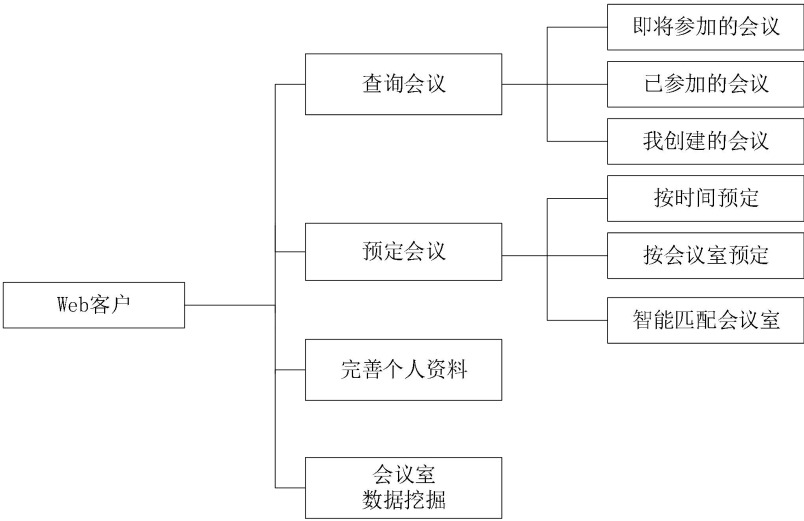 Web客户
查询会议
即将参加的会议
已参加的会议
我创建的会议
预定会议
按时间预定
按会议室预定
智能匹配会议室
完善个人资料
会议室
数据挖掘